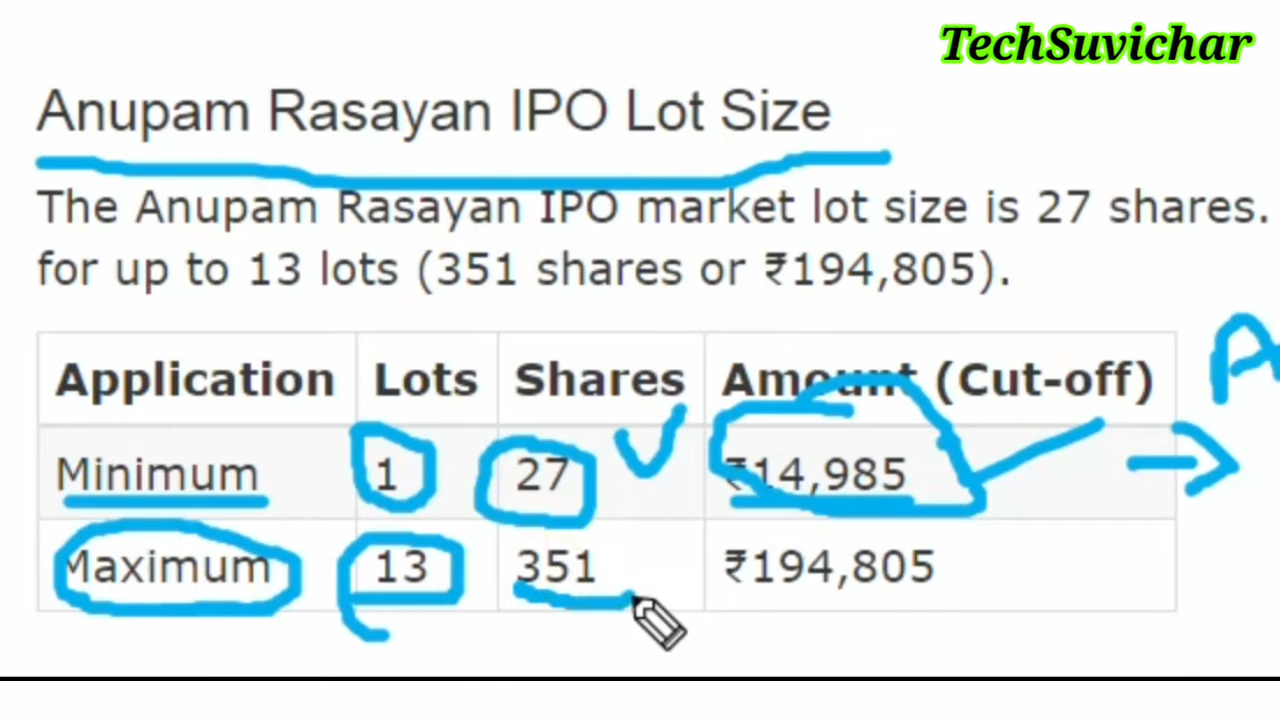 TechSuvichar
Anupam Rasayan IPO Lot Size
The Anupam Rasayan IPO market lot size is 27 shares.
for up to 13 lots (351 shares or ₹194,805).
Application Lots Shares Amount (Cut-off)
Minimum 1 27 ₹14,985
Maximum 13 351 ₹194,805
A